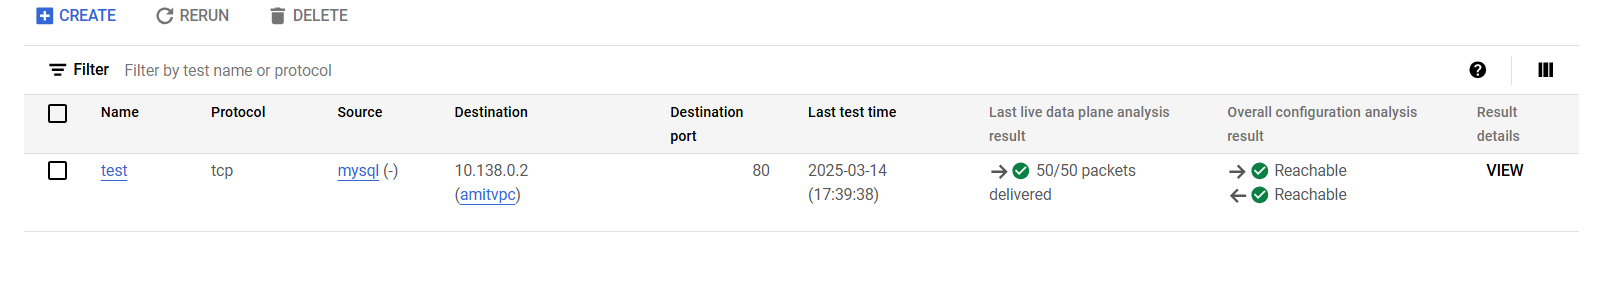 CREATE RERUN DELETE
Filter Filter by test name or protocol
Name Protocol Source Destination Destination port Last test time Last live data plane analysis result Overall configuration analysis result Result details
test tcp mysql (-) 10.138.0.2 80 2025-03-14 50/50 packets Reachable VIEW
(amitvpc) (17:39:38) delivered Reachable